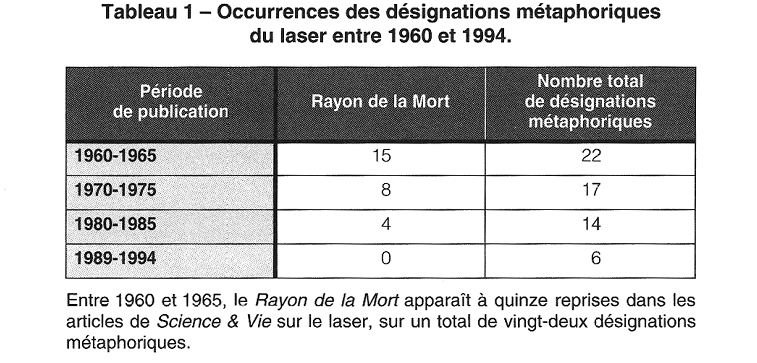 Tableau 1 – Occurrences des désignations métaphoriques
du laser entre 1960 et 1994.
Période
de publication
Rayon de la Mort
Nombre total
de désignations
métaphoriques
1960-1965 15 22
1970-1975 8 17
1980-1985 4 14
1989-1994 0 6
Entre 1960 et 1965, le Rayon de la Mort apparaît à quinze reprises dans les
articles de Science & Vie sur le laser, sur un total de vingt-deux désignations
métaphoriques.